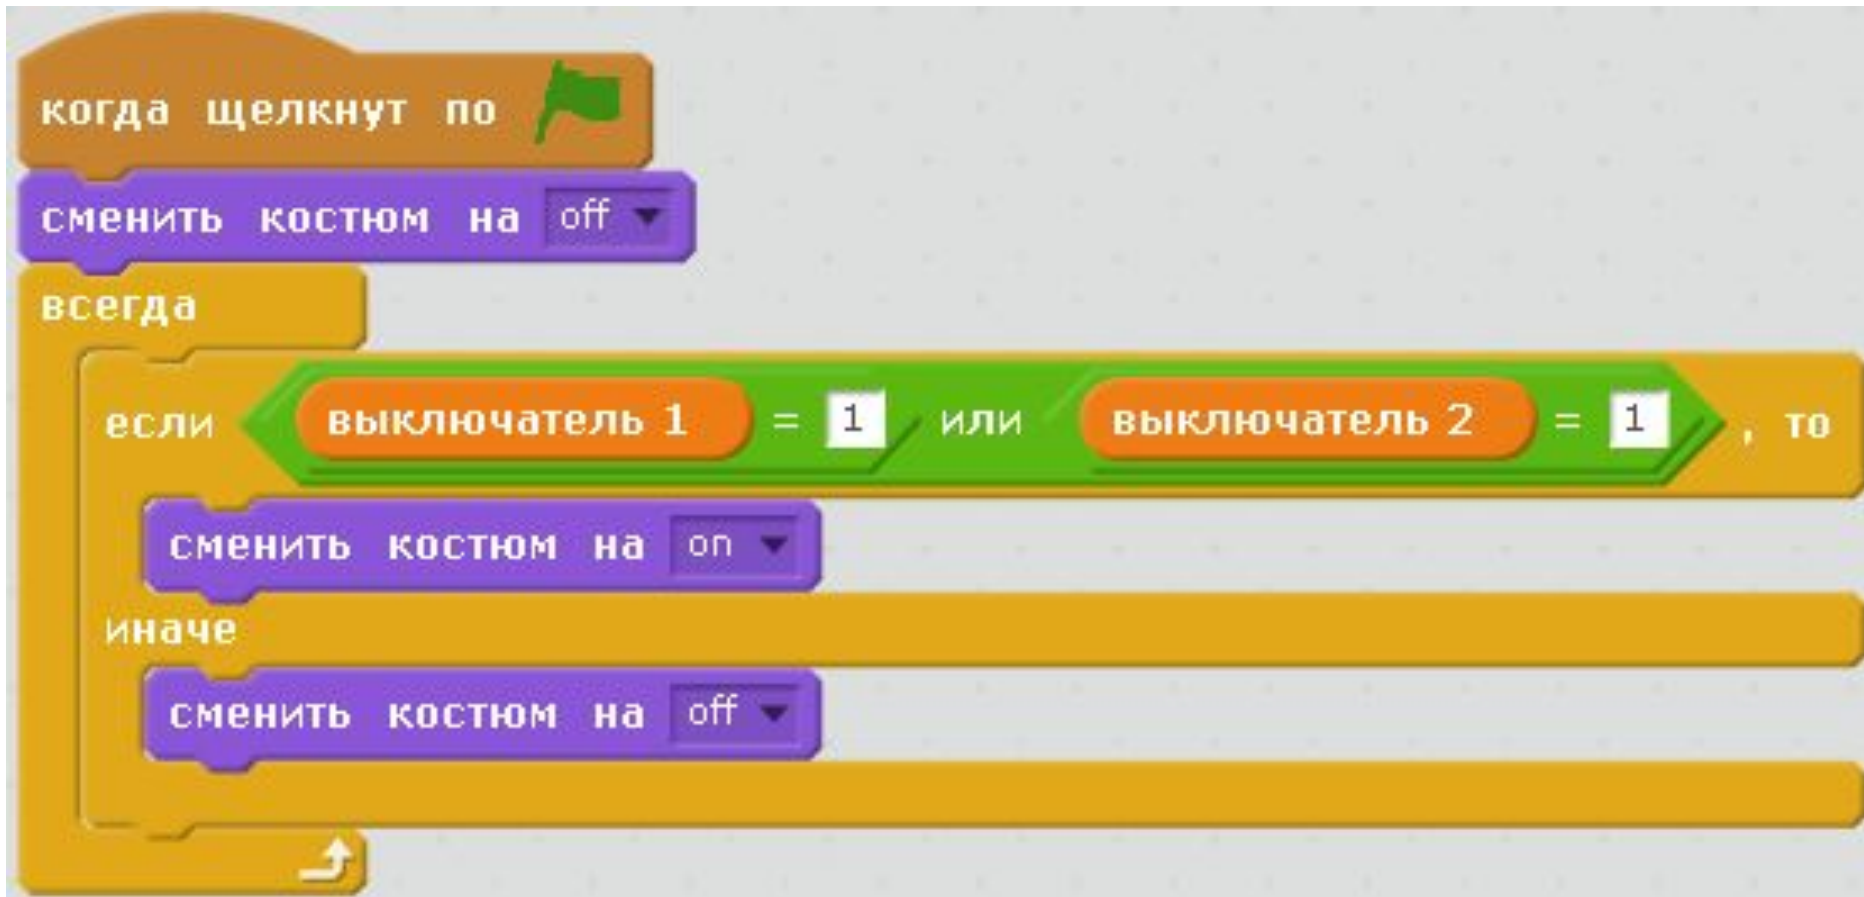 когда щелкнут по
сменить костюм на off
всегда
если выключатель 1 = 1 или выключатель 2 = 1 , то
сменить костюм на on
иначе
сменить костюм на off